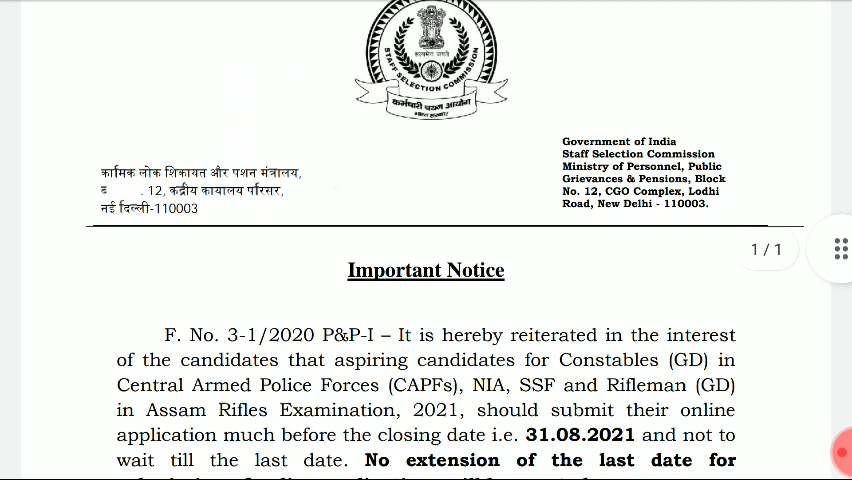 सत्यमेव जयते
STAFF SELECTION COMMISSION
कर्मचारी चयन आयोग
भारत सरकार
Government of India
Staff Selection Commission
Ministry of Personnel, Public
Grievances & Pensions, Block
No. 12, CGO Complex, Lodhi
Road, New Delhi - 110003.
कामिक लोक शिकायत और पशन मंत्रालय,
. 12, कद्रीय कायालय परिसर,
नई दिल्ली-110003
1 / 1
Important Notice
F. No. 3-1/2020 P&P-I – It is hereby reiterated in the interest
of the candidates that aspiring candidates for Constables (GD) in
Central Armed Police Forces (CAPFs), NIA, SSF and Rifleman (GD)
in Assam Rifles Examination, 2021, should submit their online
application much before the closing date i.e. 31.08.2021 and not to
wait till the last date. No extension of the last date for